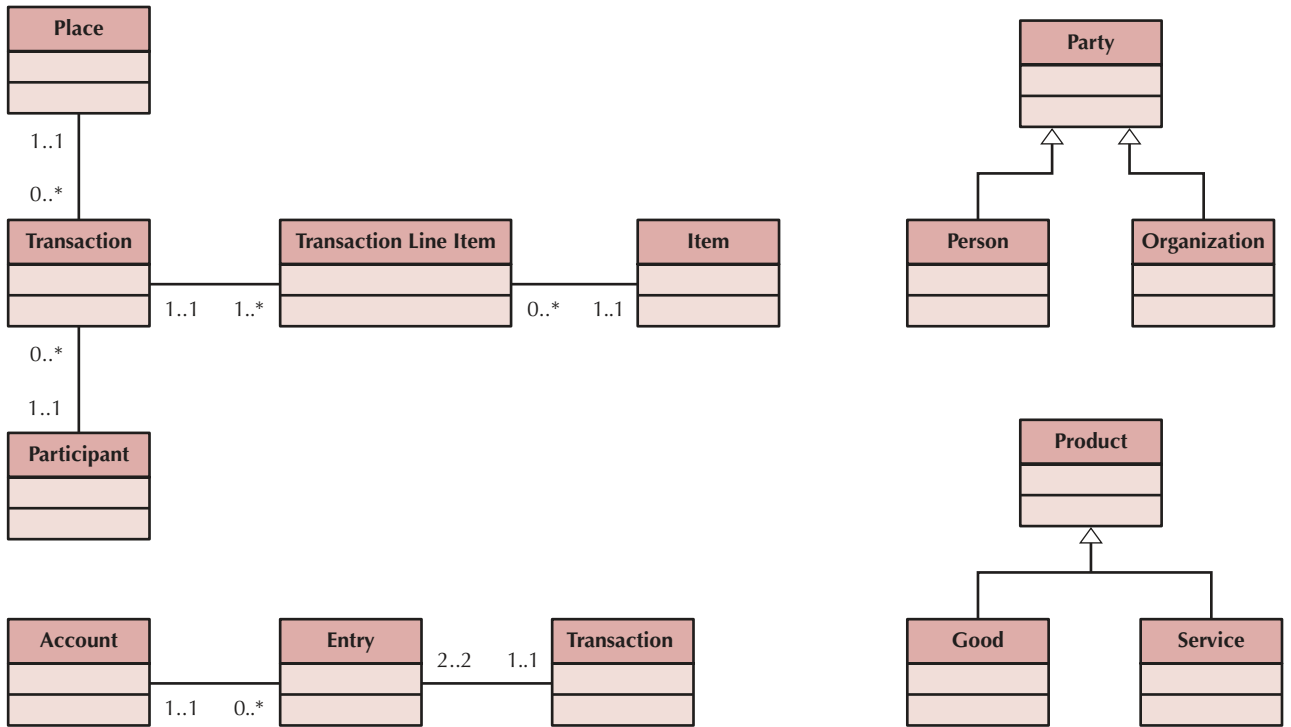 Place
1..1
0..*
Transaction
1..1
1..*
Transaction Line Item
0..*
1..1
Item
0..*
1..1
Participant
Account
1..1
0..*
Entry
2..2
1..1
Transaction
Party
Person
Organization
Product
Good
Service